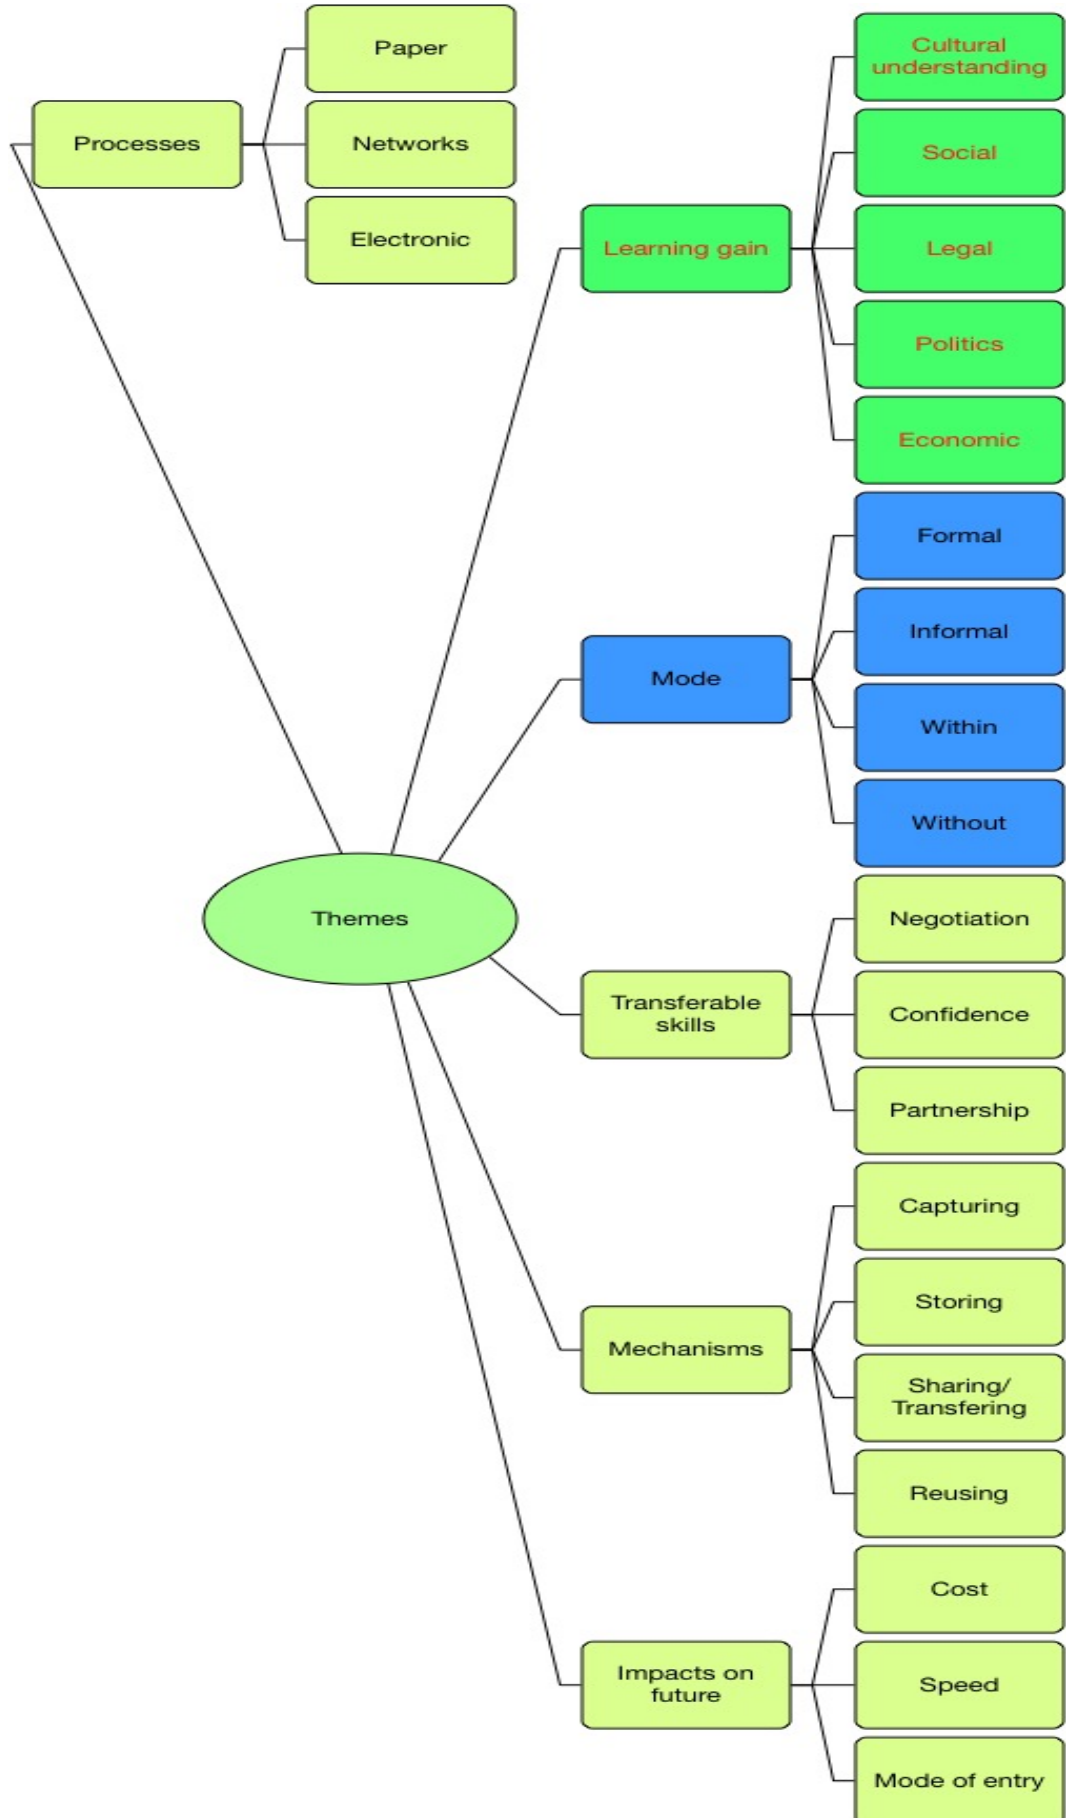 Paper
Processes
Networks
Electronic
Cultural
understanding
Social
Learning gain
Legal
Politics
Economic
Formal
Informal
Mode
Within
Without
Themes
Negotiation
Transferable
skills
Confidence
Partnership
Capturing
Storing
Mechanisms
Sharing/
Transfering
Reusing
Cost
Impacts on
future
Speed
Mode of entry